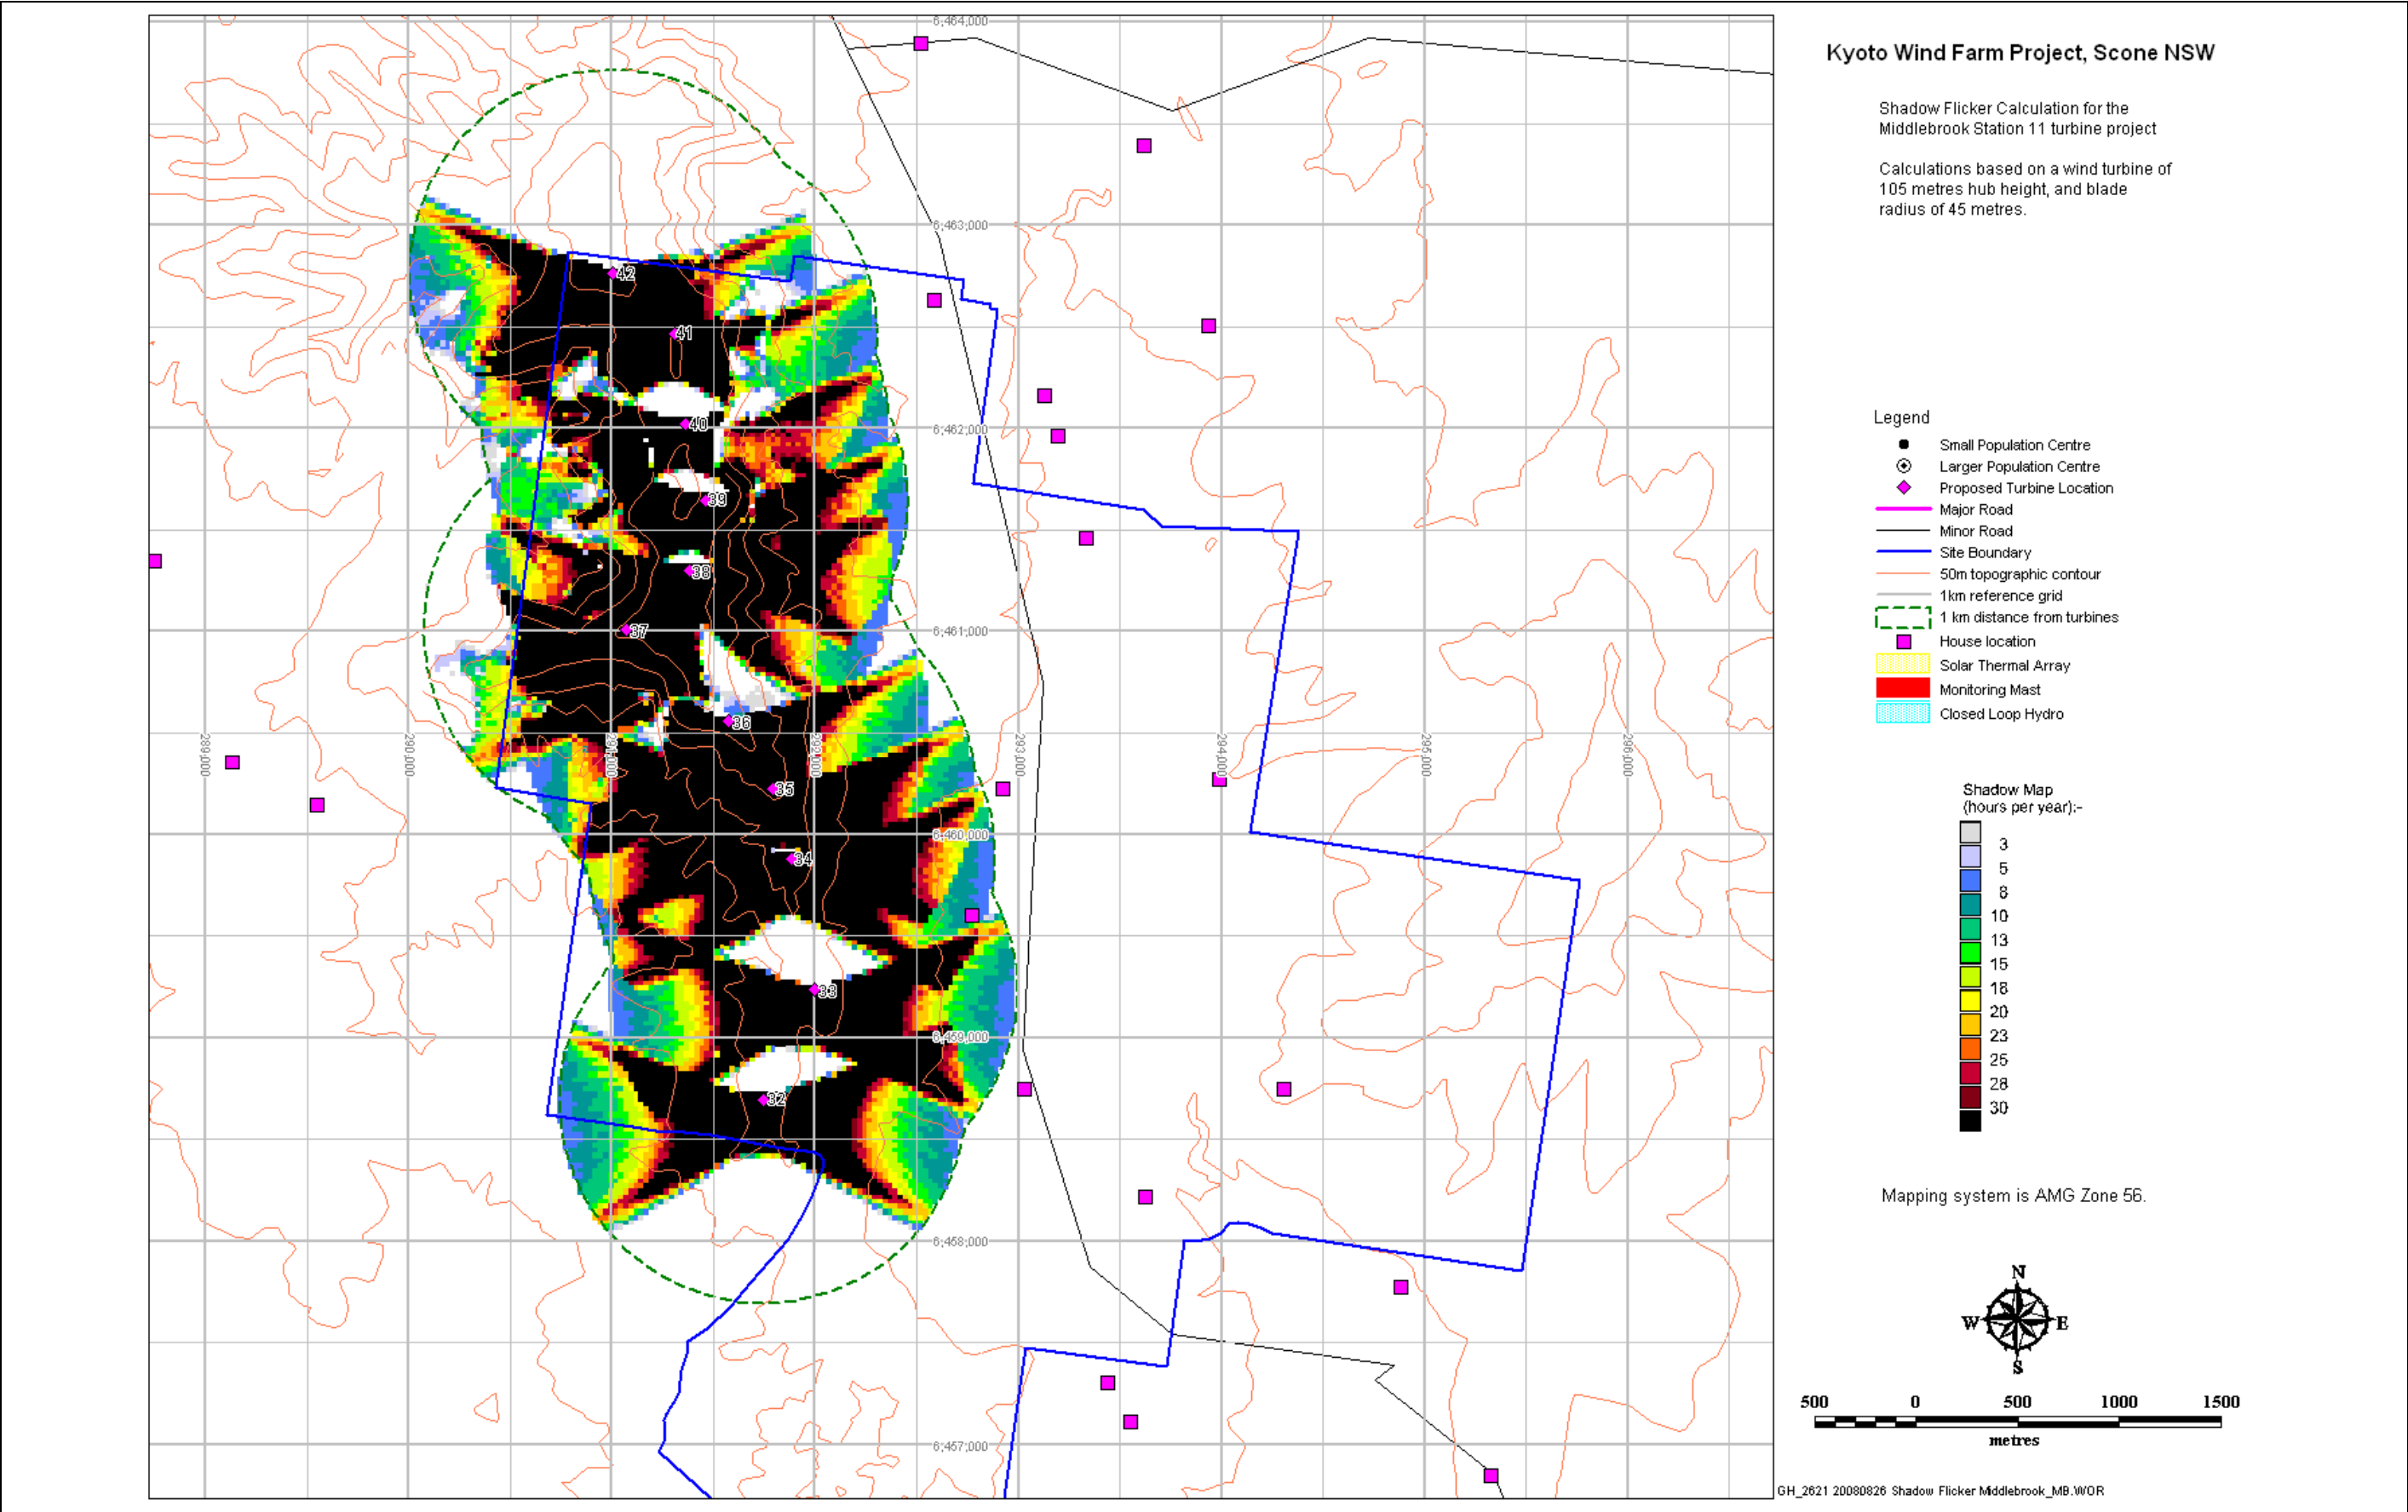 Kyoto Wind Farm Project, Scone NSW
Shadow Flicker Calculation for the
Middlebrook Station 11 turbine project
Calculations based on a wind turbine of
105 metres hub height, and blade
radius of 45 metres.
6,464,000
6,463,000
42
41
6,462,000
40
39
38
6,461,000
37
36
289,000
290,000
291,000
292,000
293,000
294,000
295,000
296,000
35
6,460,000
34
33
6,459,000
32
6,458,000
6,457,000
Legend
Small Population Centre
Larger Population Centre
Proposed Turbine Location
Major Road
Minor Road
Site Boundary
50m topographic contour
1km reference grid
1 km distance from turbines
House location
Solar Thermal Array
Monitoring Mast
Closed Loop Hydro
Shadow Map
(hours per year):-
3
5
8
10
13
15
18
20
23
25
28
30
Mapping system is AMG Zone 56.
N
W E
S
500 0 500 1000 1500
metres
GH_2621 20080826 Shadow Flicker Middlebrook_MB.WOR